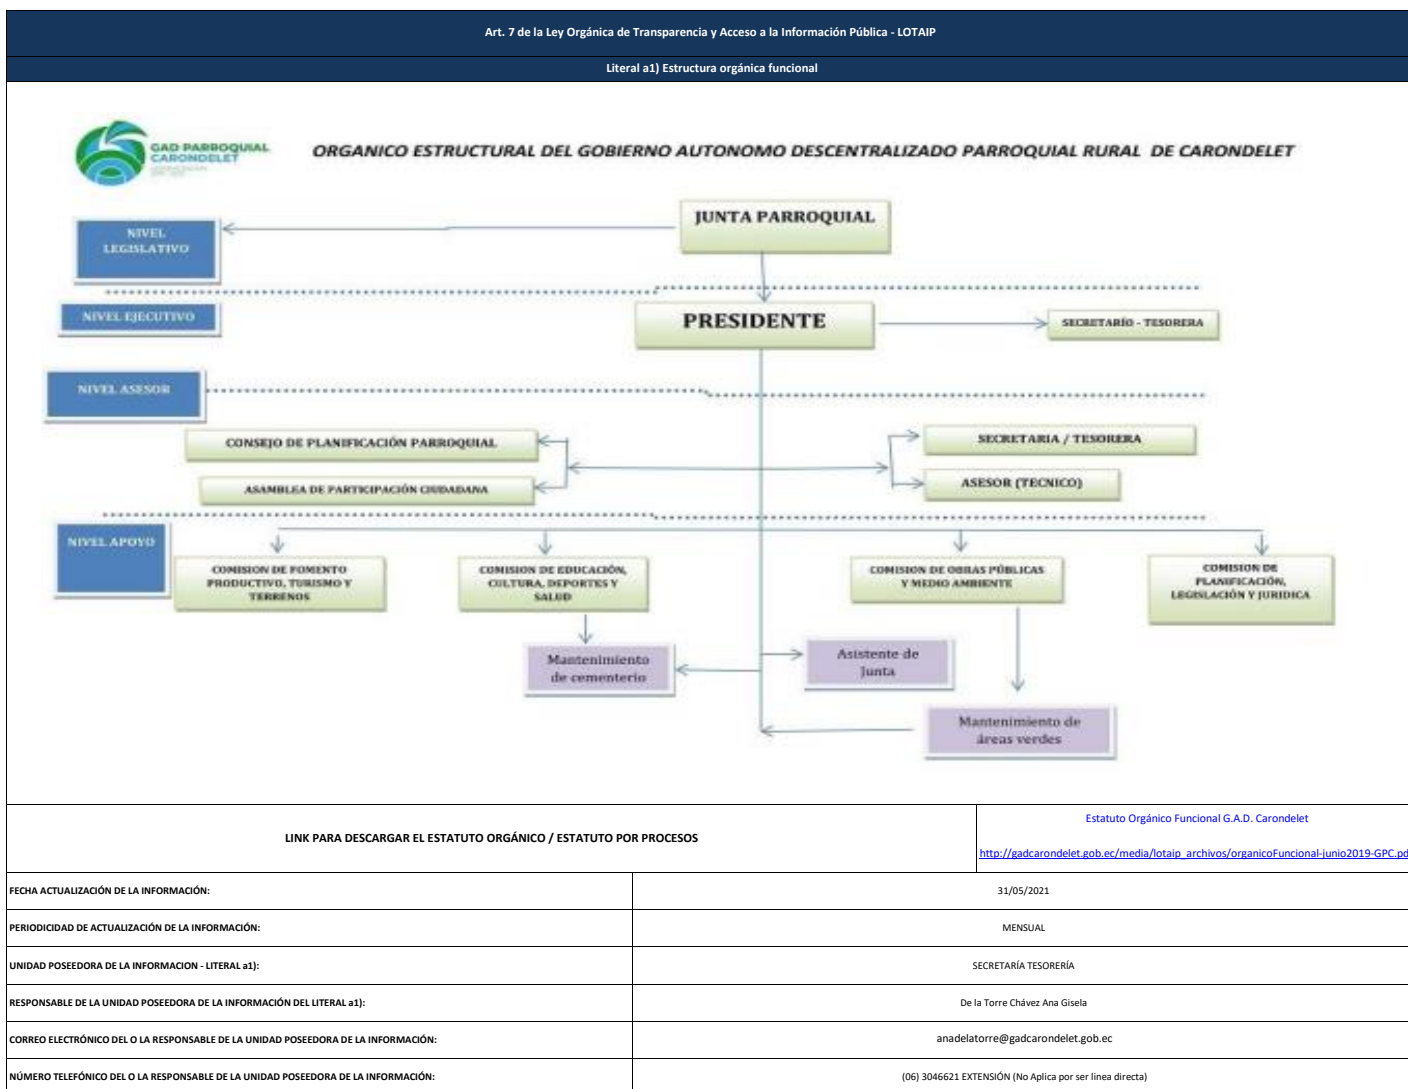 Art. 7 de la Ley Orgánica de Transparencia y Acceso a la Información Pública - LOTAIP
Literal a1) Estructura orgánica funcional
GAD PARROQUIAL
CARONDELET
ORGANICO ESTRUCTURAL DEL GOBIERNO AUTONOMO DESCENTRALIZADO PARROQUIAL RURAL DE CARONDELET
NIVEL
LEGISLATIVO
JUNTA PARROQUIAL
NIVEL EJECUTIVO
PRESIDENTE
SECRETARÍO - TESORERA
NIVEL ASESOR
CONSEJO DE PLANIFICACIÓN PARROQUIAL
SECRETARIA / TESORERA
ASAMBLEA DE PARTICIPACIÓN CIUDADANA
ASESOR (TECNICO)
NIVEL APOYO
COMISION DE FOMENTO
PRODUCTIVO, TURISMO Y
TERRENOS
COMISION DE EDUCACIÓN,
CULTURA, DEPORTES Y
SALUD
COMISION DE OBRAS PÚBLICAS
Y MEDIO AMBIENTE
COMISION DE
PLANIFICACIÓN,
LEGISLACIÓN Y JURIDICA
Mantenimiento
de cementerio
Asistente de
Junta
Mantenimiento de
áreas verdes
LINK PARA DESCARGAR EL ESTATUTO ORGÁNICO / ESTATUTO POR PROCESOS
Estatuto Orgánico Funcional G.A.D. Carondelet
http://gadcarondelet.gob.ec/media/lotaip_archivos/organicoFuncional-junio2019-GPC.pd
FECHA ACTUALIZACIÓN DE LA INFORMACIÓN:
31/05/2021
PERIODICIDAD DE ACTUALIZACIÓN DE LA INFORMACIÓN:
MENSUAL
UNIDAD POSEEDORA DE LA INFORMACION - LITERAL a1):
SECRETARÍA TESORERÍA
RESPONSABLE DE LA UNIDAD POSEEDORA DE LA INFORMACIÓN DEL LITERAL a1):
De la Torre Chávez Ana Gisela
CORREO ELECTRÓNICO DEL O LA RESPONSABLE DE LA UNIDAD POSEEDORA DE LA INFORMACIÓN:
anadelatorre@gadcarondelet.gob.ec
NÚMERO TELEFÓNICO DEL O LA RESPONSABLE DE LA UNIDAD POSEEDORA DE LA INFORMACIÓN:
(06) 3046621 EXTENSIÓN (No Aplica por ser linea directa)